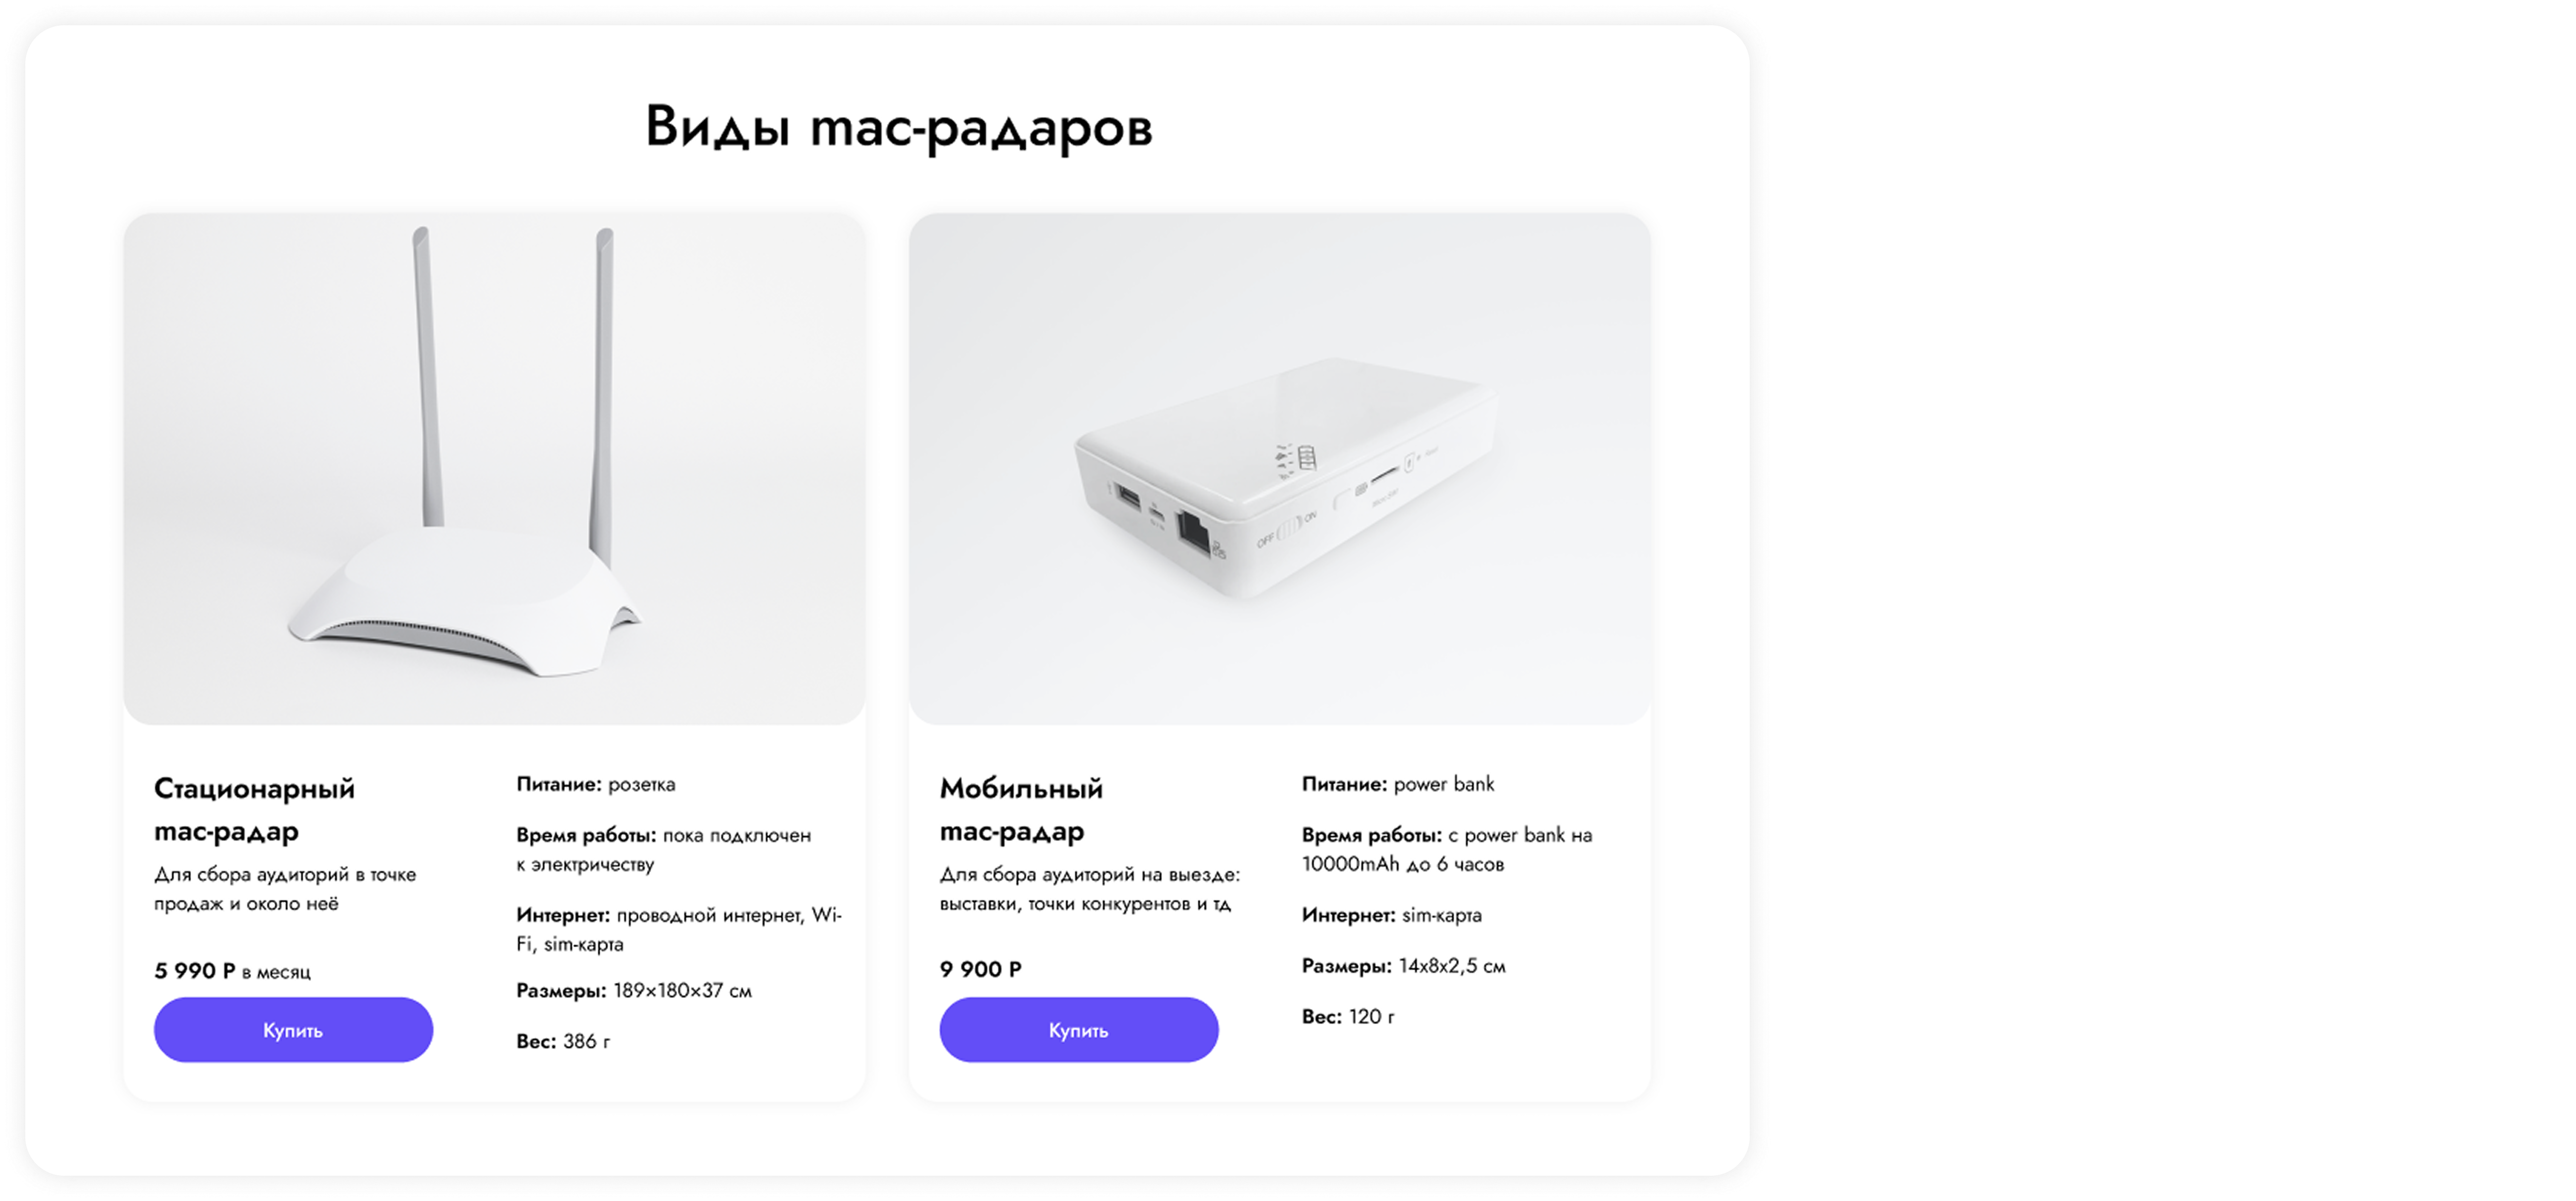 Виды mac-радаров
Стационарный
mac-радар
Для сбора аудиторий в точке
продаж и около неё
5 990 Р в месяц
Купить
Питание: розетка
Время работы: пока подключен
к электричеству
Интернет: проводной интернет, Wi-
Fi, sim-карта
Размеры: 189×180×37 см
Вес: 386 г
OFF ON
Мобильный
mac-радар
Для сбора аудиторий на выезде:
выставки, точки конкурентов и тд
9 900 Р
Купить
Питание: power bank
Время работы: с power bank на
10000mAh до 6 часов
Интернет: sim-карта
Размеры: 14x8x2,5 см
Вес: 120 г